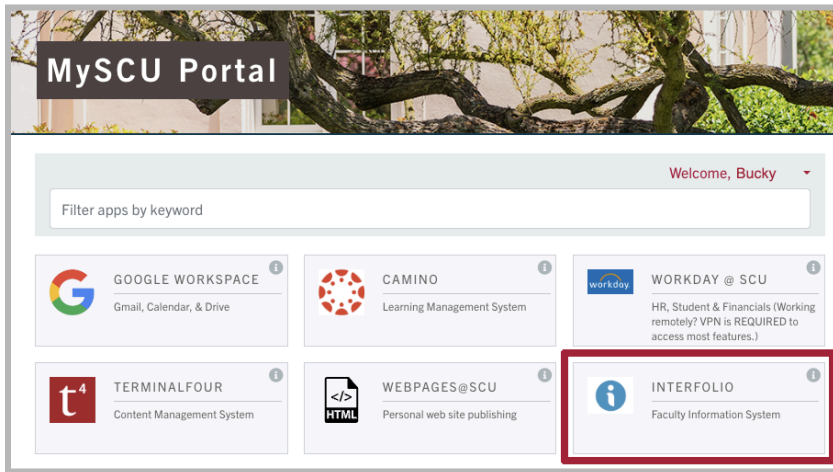 MySCU Portal
Welcome, Bucky
Filter apps by keyword
GOOGLE WORKSPACE
Gmail, Calendar, & Drive
CAMINO
Learning Management System
workday
WORKDAY @ SCU
HR, Student & Financials (Working
remotely? VPN is REQUIRED to
access most features.)
t4
TERMINALFOUR
Content Management System
</>
HTML
WEBPAGES@SCU
Personal web site publishing
INTERFOLIO
Faculty Information System